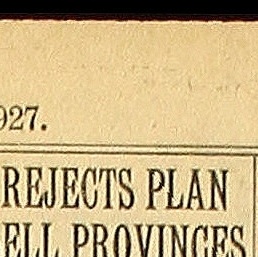 927.
REJECTS PLAN
ELL PROVINCES